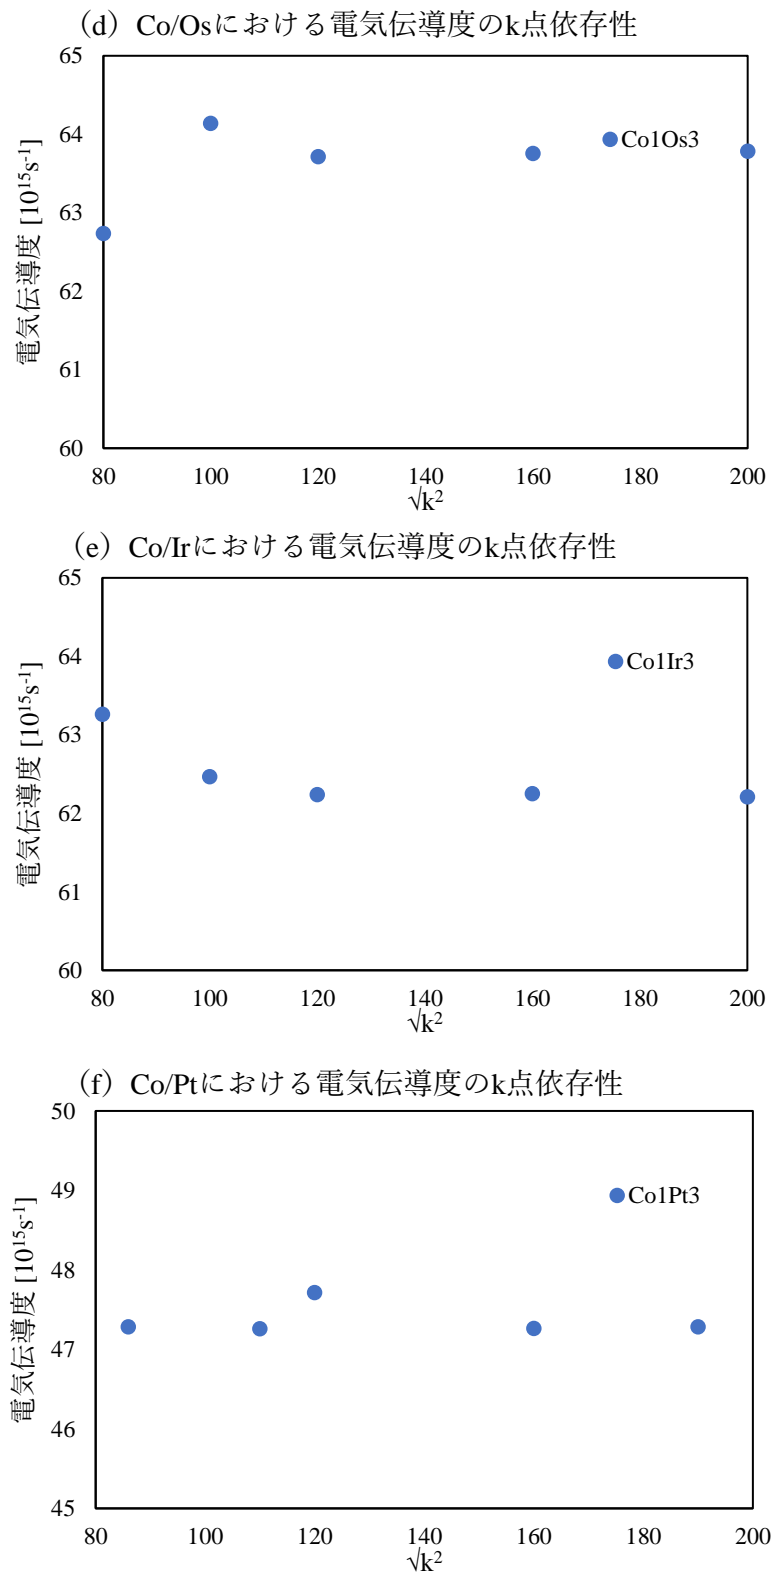 (d) Co/Osにおける電気伝導度のk点依存性
電気伝導度 [10¹⁵s⁻¹]
65
64
63
62
61
60
Co1Os3
80 100 120 140 160 180 200
√k²
(e) Co/Irにおける電気伝導度のk点依存性
電気伝導度 [10¹⁵s⁻¹]
65
64
63
62
61
60
Co1Ir3
80 100 120 140 160 180 200
√k²
(f) Co/Ptにおける電気伝導度のk点依存性
電気伝導度 [10¹⁵s⁻¹]
50
49
48
47
46
45
Co1Pt3
80 100 120 140 160 180 200
√k²